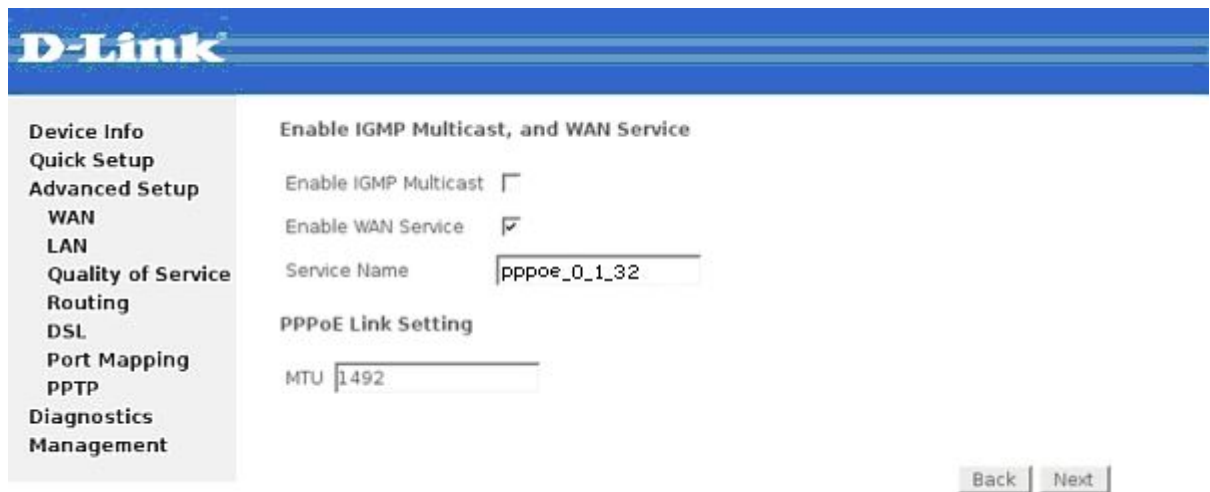 D-Link
Device Info
Quick Setup
Advanced Setup
WAN
LAN
Quality of Service
Routing
DSL
Port Mapping
PPTP
Diagnostics
Management
Enable IGMP Multicast, and WAN Service
Enable IGMP Multicast
Enable WAN Service
Service Name pppoe_0_1_32
PPPoE Link Setting
MTU 1492
Back Next